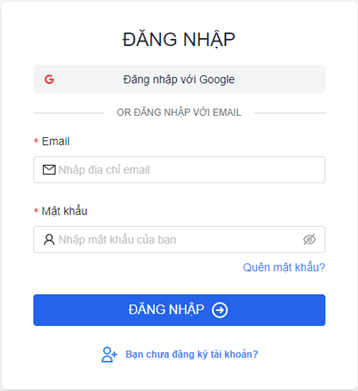 ĐĂNG NHẬP
Đăng nhập với Google
OR ĐĂNG NHẬP VỚI EMAIL
* Email
Nhập địa chỉ email
* Mật khẩu
Nhập mật khẩu của bạn
Quên mật khẩu?
ĐĂNG NHẬP
Bạn chưa đăng ký tài khoản?